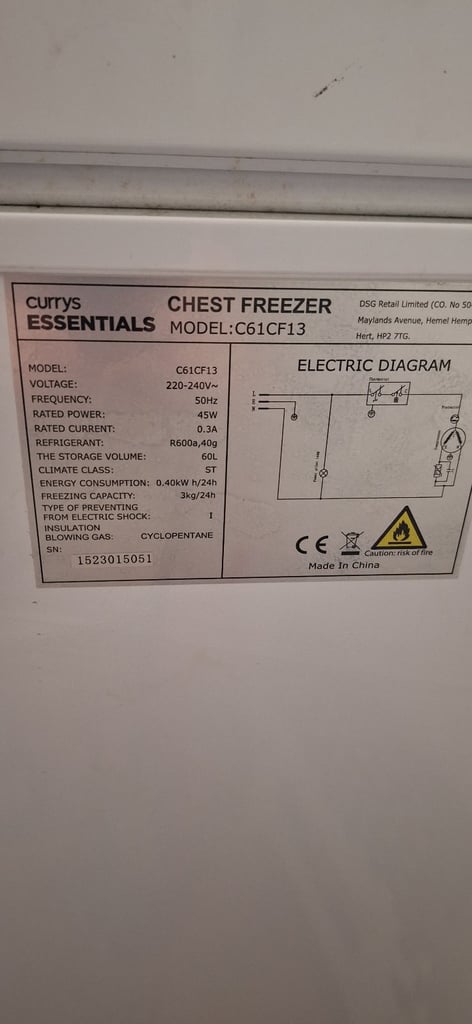 currys
ESSENTIALS
CHEST FREEZER
MODEL:C61CF13
DSG Retail Limited (CO. No 50
Maylands Avenue, Hemel Hemp
Hert, HP2 7TG.
MODEL: C61CF13
VOLTAGE: 220-240V~
FREQUENCY: 50Hz
RATED POWER: 45W
RATED CURRENT: 0.3A
REFRIGERANT: R600a,40g
THE STORAGE VOLUME: 60L
CLIMATE CLASS: ST
ENERGY CONSUMPTION: 0.40kW h/24h
FREEZING CAPACITY: 3kg/24h
TYPE OF PREVENTING
FROM ELECTRIC SHOCK: I
INSULATION
BLOWING GAS: CYCLOPENTANE
SN:
1523015051
ELECTRIC DIAGRAM
L
E
N
CE
Caution: risk of fire
Made In China